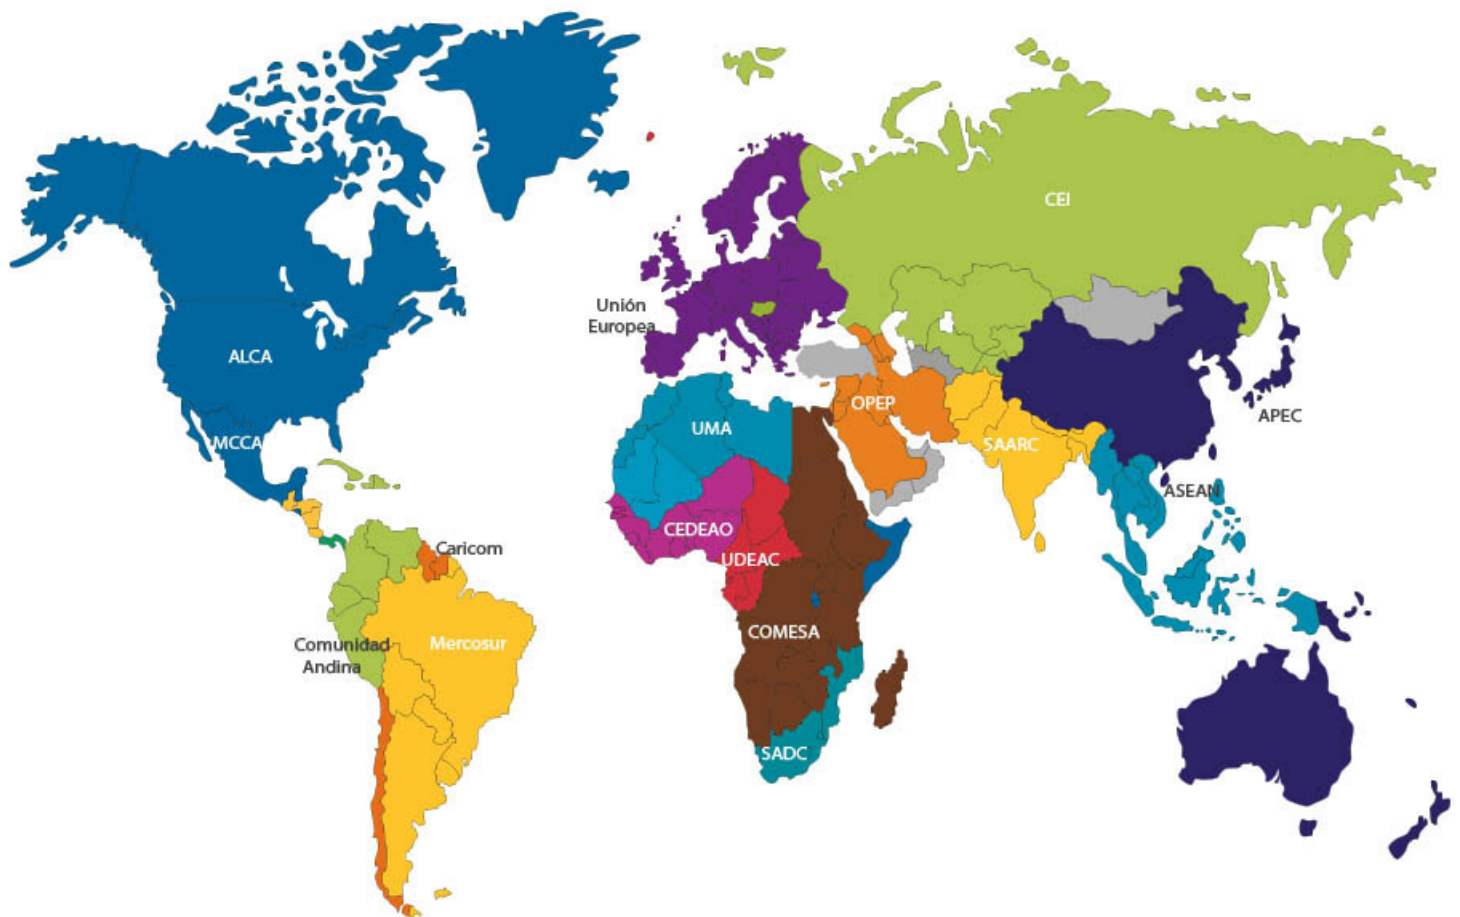 CEI
Unión
Europea
ALCA
APEC
OPEP
UMA
MCCA
SAARC
ASEAN
CEDEAO
Caricom
UDEAC
COMESA
Mercosur
Comunidad
Andina
SADC